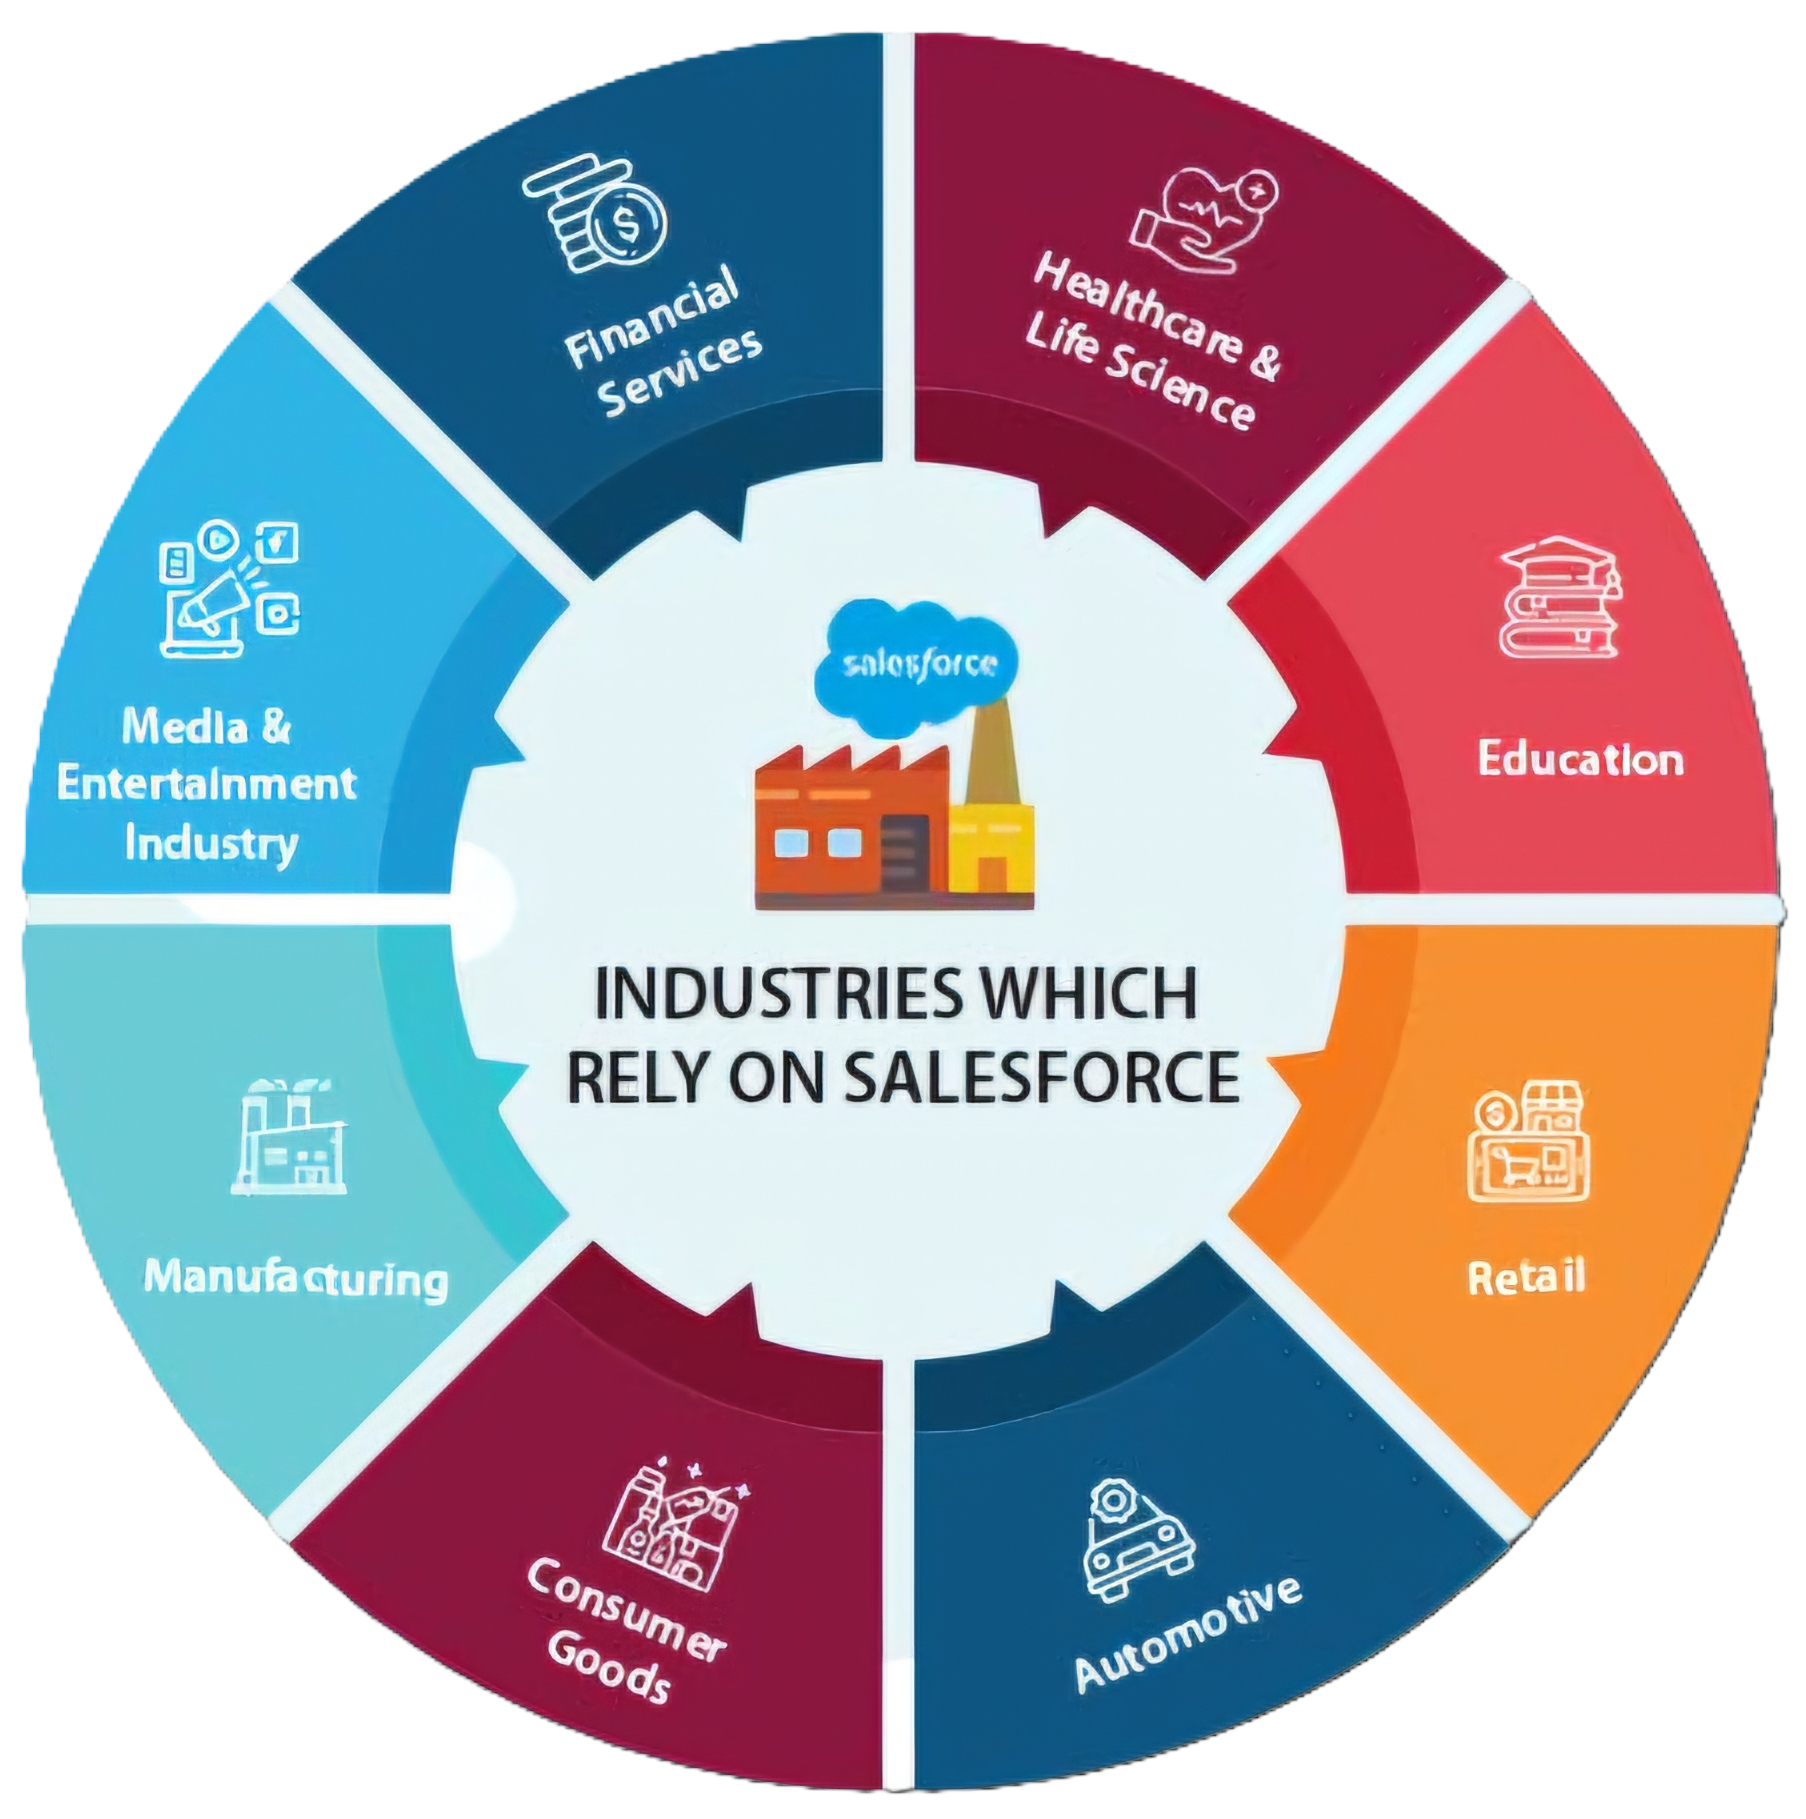 Financial
Services
Healthcare &
Life Science
Media &
Entertainment
Industry
Education
salesforce
INDUSTRIES WHICH
RELY ON SALESFORCE
Manufacturing
Retail
Consumer
Goods
Automotive